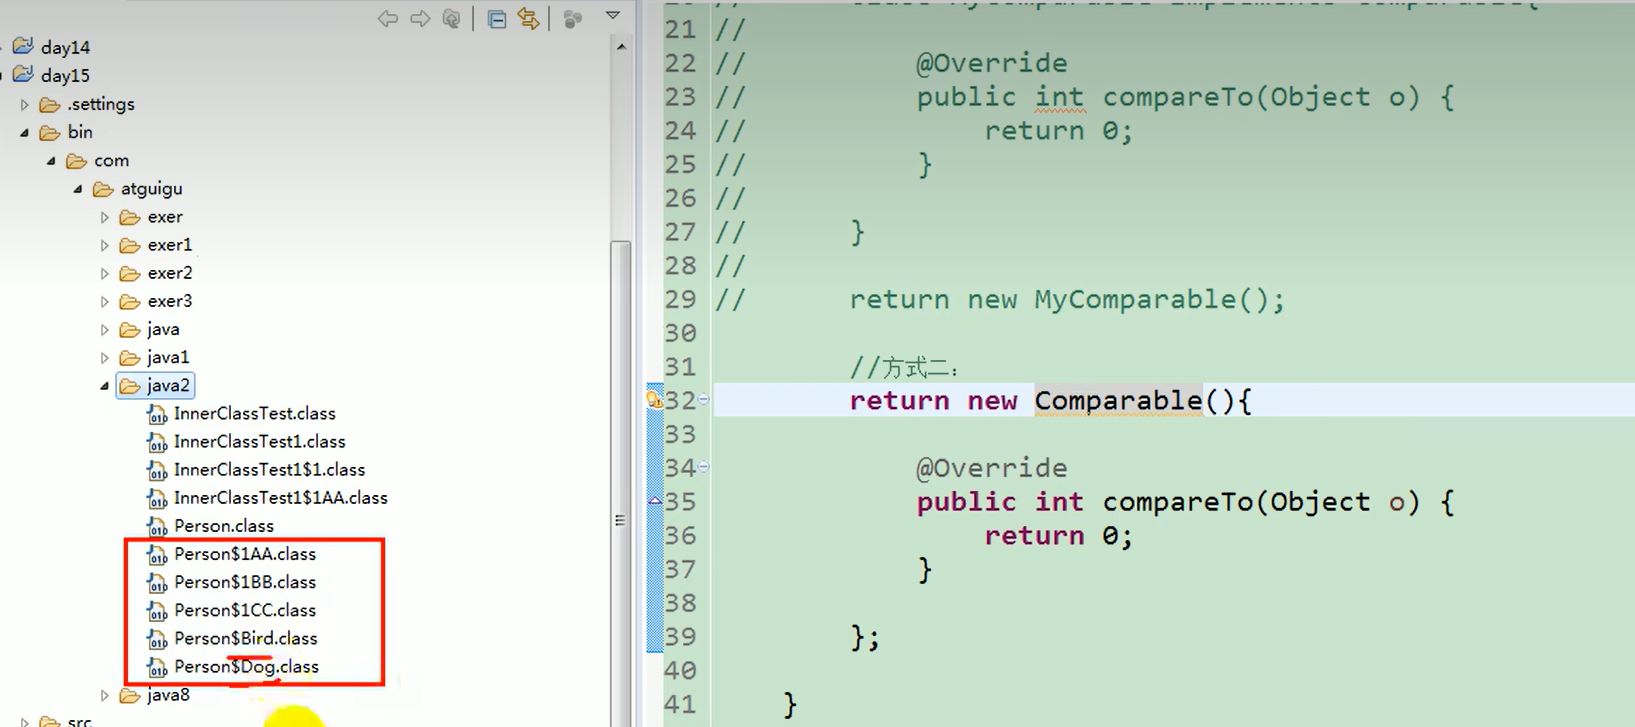 day14
day15
.settings
bin
com
atguigu
exer
exer1
exer2
exer3
java
java1
java2
InnerClassTest.class
InnerClassTest1.class
InnerClassTest1$1.class
InnerClassTest1$1AA.class
Person.class
Person$1AA.class
Person$1BB.class
Person$1CC.class
Person$Bird.class
Person$Dog.class
java8
src
21 //
22 // @Override
23 // public int compareTo(Object o) {
24 // return 0;
25 // }
26 //
27 // }
28 //
29 // return new MyComparable();
30
31 //方式二：
32 return new Comparable(){
33
34 @Override
35 public int compareTo(Object o) {
36 return 0;
37 }
38
39 };
40
41 }